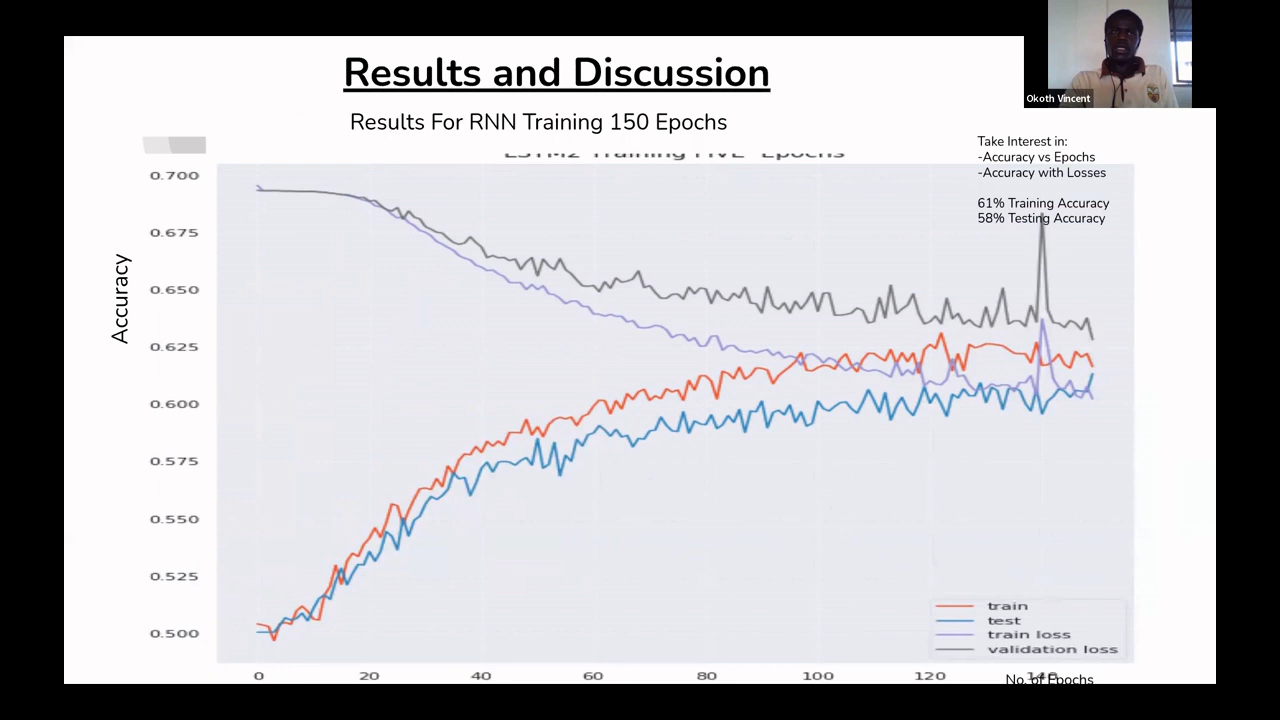 Results and Discussion
Okoth Vincent
Results For RNN Training 150 Epochs
Take Interest in:
-Accuracy vs Epochs
-Accuracy with Losses
61% Training Accuracy
58% Testing Accuracy
LSTM2 Training FIVE Epochs
Accuracy
0.700
0.675
0.650
0.625
0.600
0.575
0.550
0.525
0.500
train
test
train loss
validation loss
0 20 40 60 80 100 120 140
No. of Epochs